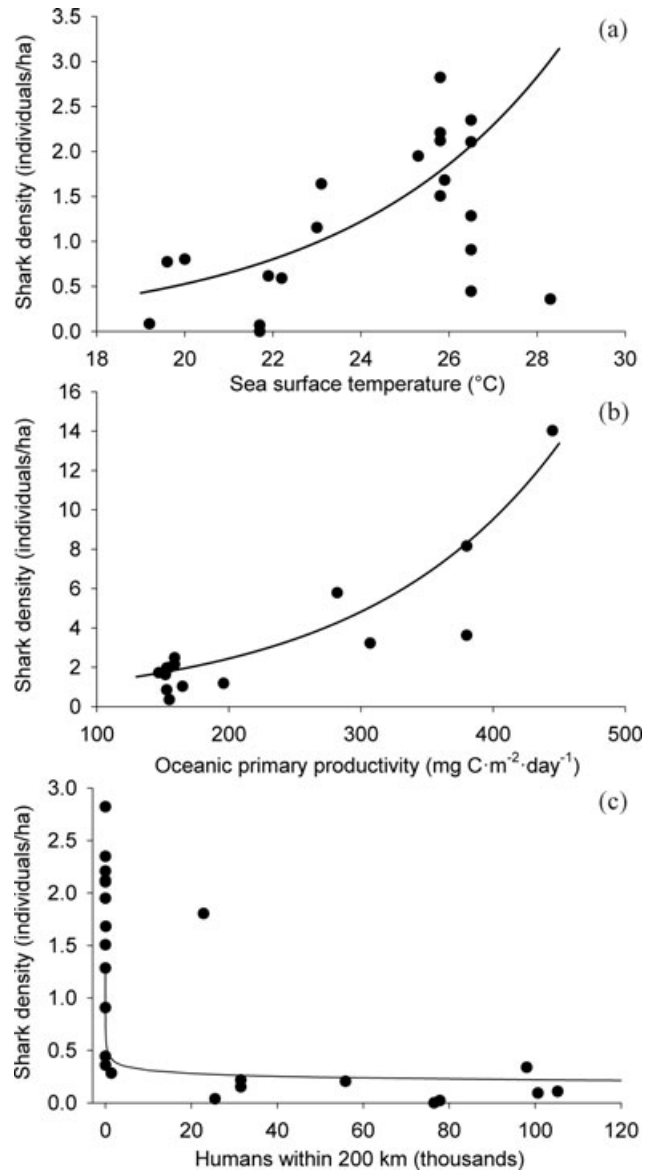 (a)
3.5
3.0
2.5
2.0
1.5
1.0
0.5
0.0
Shark density (individuals/ha)
18 20 22 24 26 28 30
Sea surface temperature (°C)
(b)
16
14
12
10
8
6
4
2
0
Shark density (individuals/ha)
100 200 300 400 500
Oceanic primary productivity (mg C·m⁻²·day⁻¹)
(c)
3.0
2.5
2.0
1.5
1.0
0.5
0.0
Shark density (individuals/ha)
0 20 40 60 80 100 120
Humans within 200 km (thousands)